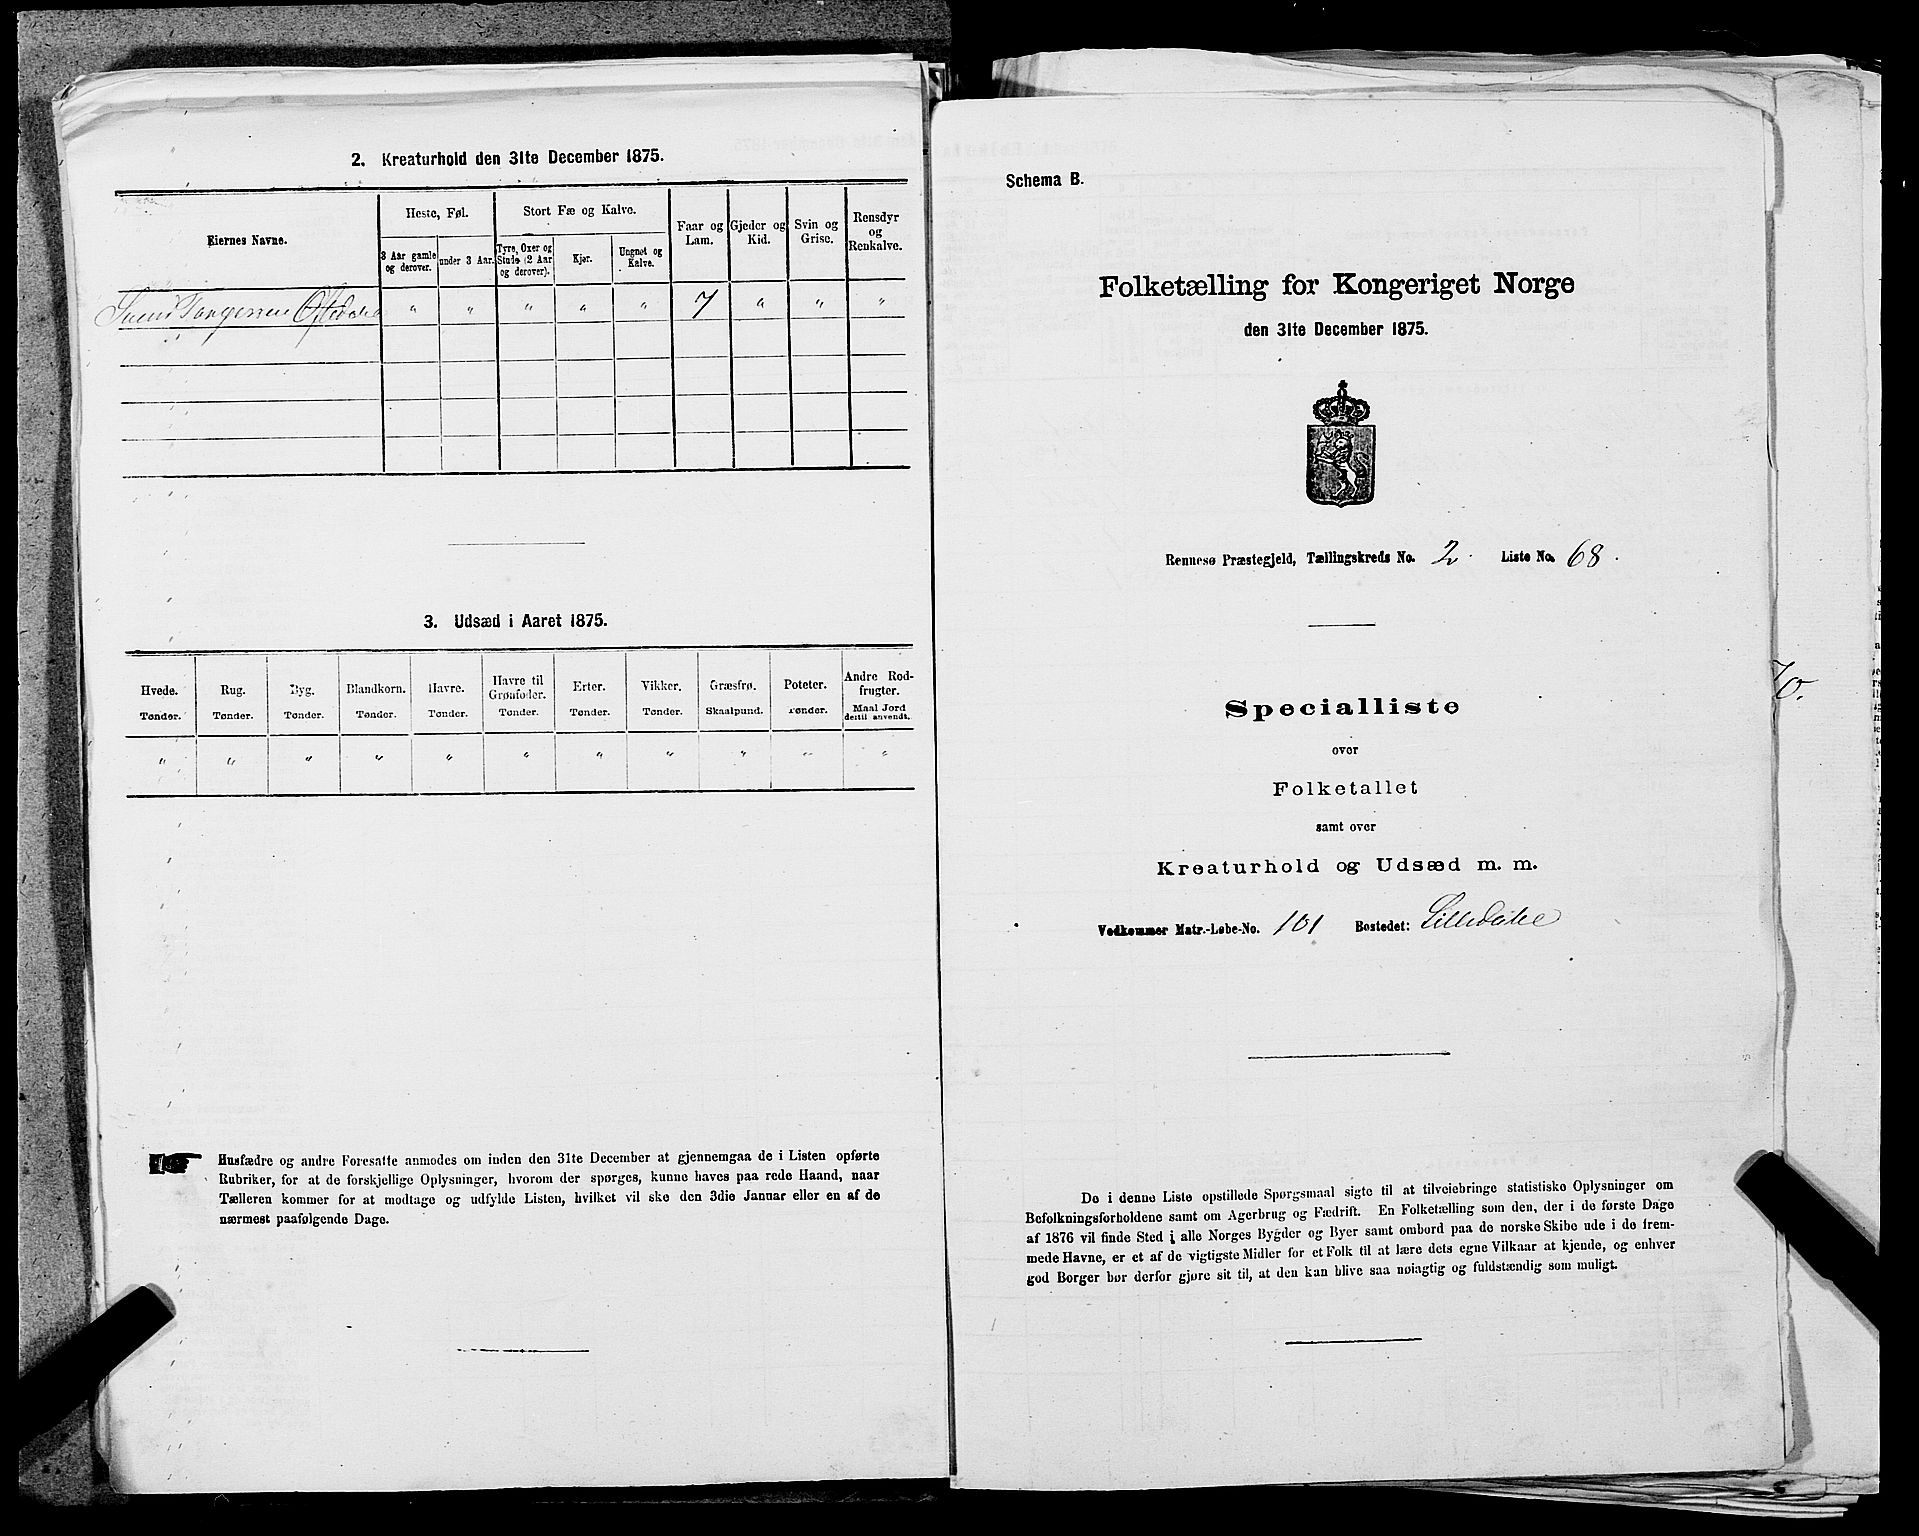 2. Kreaturhold den 31te December 1875.
Eiernes Navne.
Heste, Føl.
Stort Fæ og Kalve.
Faar og Lam.
Gjeder og Kid.
Svin og Grise.
Rensdyr og Renkalve.
3 Aar gamle og derover.
under 3 Aar.
Tyre, Oxer og Stude (2 Aar og derover).
Kjør.
Ungnet og Kalve.
Svend " " " " " 7 " " "
3. Udsæd i Aaret 1875.
Hvede. Rug. Byg. Blandkorn. Havre. Havre til Grønfoder. Erter. Vikker. Græsfrø. Poteter. Andre Rodfrugter.
Tønder. Tønder. Tønder. Tønder. Tønder. Tønder. Tønder. Tønder. Skaalpund. Tønder. Maal Jord dertil anvendt.
" " " " " " " " " " "
Husfædre og andre Foresatte anmodes om inden den 31te December at gjennemgaa de i Listen opførte
Rubriker, for at de forskjellige Oplysninger, hvorom der spørges, kunne haves paa rede Haand, naar
Tælleren kommer for at modtage og udfylde Listen, hvilket vil ske den 3die Januar eller en af de
nærmest paafølgende Dage.
Schema B.
Folketælling for Kongeriget Norge
den 31te December 1875.
Rennesø Præstegjeld, Tællingskreds No. 2. Liste No. 68.
Specialliste
over
Folketallet
samt over
Kreaturhold og Udsæd m. m.
Vedkommer Matr.-Løbe-No. 101 Bostedet:
De i denne Liste opstillede Spørgsmaal sigte til at tilveiebringe statistiske Oplysninger om
Befolkningsforholdene samt om Agerbrug og Fædrift. En Folketælling som den, der i de første Dage
af 1876 vil finde Sted i alle Norges Bygder og Byer samt ombord paa de norske Skibe ude i de frem-
mede Havne, er et af de vigtigste Midler for et Folk til at lære dets egne Vilkaar at kjende, og enhver
god Borger bør derfor gjøre sit til, at den kan blive saa nøiagtig og fuldstændig som muligt.